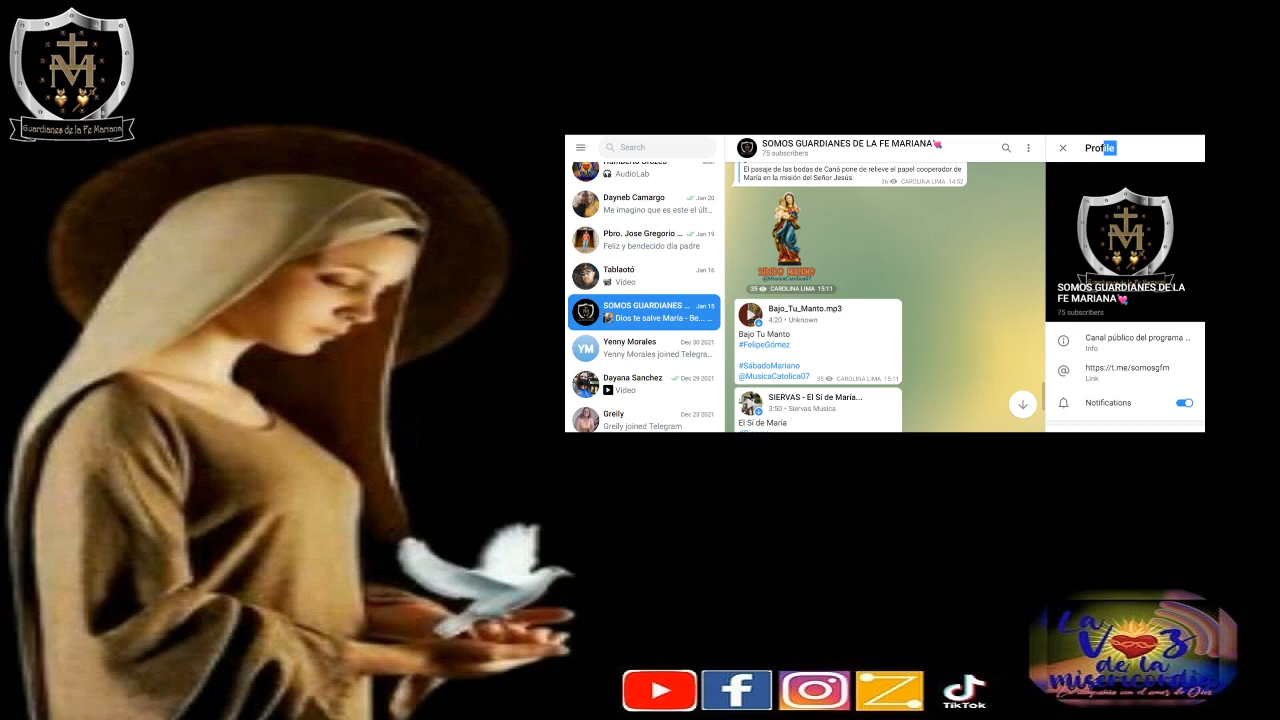 M
Guardianes de la Fe Mariana
Search
AudioLab
Dayneb Camargo
Jan 20
Me imagino que es este el últ...
Pbro. Jose Gregorio ...
Jan 19
Feliz y bendecido día padre
Tablaotó
Jan 16
Video
SOMOS GUARDIANES ...
Jan 15
Dios te salve María - Be... ...
YM
Yenny Morales
Dec 30 2021
Yenny Morales joined Telegra...
Dayana Sanchez
Dec 29 2021
Video
Greily
Dec 23 2021
Greily joined Telegram
SOMOS GUARDIANES DE LA FE MARIANA💘
75 subscribers
El pasaje de las bodas de Caná pone de relieve el papel cooperador de
María en la misión del Señor Jesús.
36 CAROLINA LIMA 14:52
SÁBADO MARIANO
@MusicaCatolica07
35 CAROLINA LIMA 15:11
Bajo_Tu_Manto.mp3
4:20 • Unknown
Bajo Tu Manto
#FelipeGómez
#SábadoMariano
@MusicaCatolica07
35 CAROLINA LIMA 15:11
SIERVAS - El Sí de María...
3:50 • Siervas Musica
El Sí de María
Profile
M
SOMOS GUARDIANES DE LA
FE MARIANA💘
75 subscribers
Canal público del programa ...
Info
https://t.me/somosgfm
Link
Notifications
TikTok
La
Voz
de la
misericordia